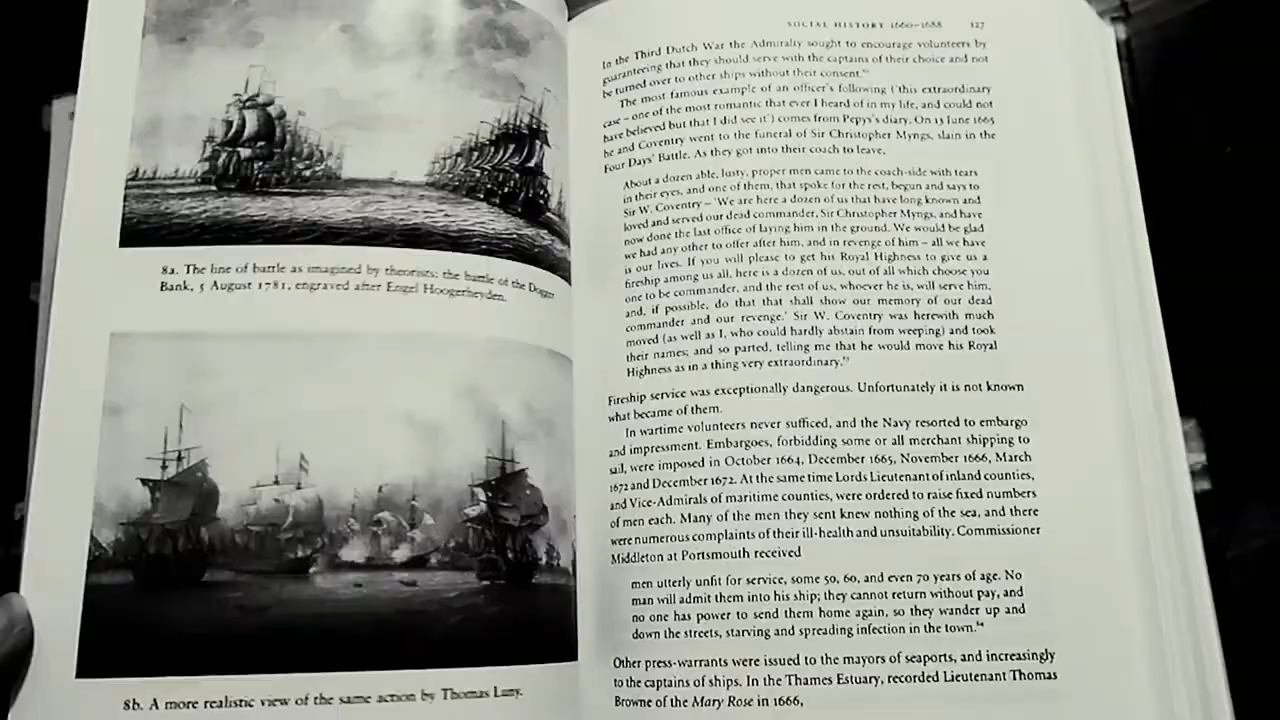 8a. The line of battle as imagined by theorists: the battle of the Dogger
Bank, 5 August 1781, engraved after Engel Hoogerheyden.
8b. A more realistic view of the same action by Thomas Luny.
SOCIAL HISTORY 1660–1688 127
In the Third Dutch War the Admiralty sought to encourage volunteers by
guaranteeing that they should serve with the captains of their choice and not
be turned over to other ships without their consent.
The most famous example of an officer's following ('this extraordinary
case – one of the most romantic that ever I heard of in my life, and could not
have believed but that I did see it') comes from Pepys's diary. On 13 June 1665
he and Coventry went to the funeral of Sir Christopher Myngs, slain in the
Four Days' Battle. As they got into their coach to leave,
About a dozen able, lusty, proper men came to the coach-side with tears
in their eyes, and one of them, that spoke for the rest, begun and says to
Sir W. Coventry – 'We are here a dozen of us that have long known and
loved and served our dead commander, Sir Christopher Myngs, and have
now done the last office of laying him in the ground. We would be glad
we had any other to offer after him, and in revenge of him – all we have
is our lives. If you will please to get his Royal Highness to give us a
fireship among us all, here is a dozen of us, out of all which choose you
one to be commander, and the rest of us, whoever he is, will serve him,
and, if possible, do that that shall show our memory of our dead
commander and our revenge.' Sir W. Coventry was herewith much
moved (as well as I, who could hardly abstain from weeping) and took
their names; and so parted, telling me that he would move his Royal
Highness as in a thing very extraordinary.
Fireship service was exceptionally dangerous. Unfortunately it is not known
what became of them.
In wartime volunteers never sufficed, and the Navy resorted to embargo
and impressment. Embargoes, forbidding some or all merchant shipping to
sail, were imposed in October 1664, December 1665, November 1666, March
1672 and December 1672. At the same time Lords Lieutenant of inland counties,
and Vice-Admirals of maritime counties, were ordered to raise fixed numbers
of men each. Many of the men they sent knew nothing of the sea, and there
were numerous complaints of their ill-health and unsuitability. Commissioner
Middleton at Portsmouth received
men utterly unfit for service, some 50, 60, and even 70 years of age. No
man will admit them into his ship; they cannot return without pay, and
no one has power to send them home again, so they wander up and
down the streets, starving and spreading infection in the town.
Other press-warrants were issued to the mayors of seaports, and increasingly
to the captains of ships. In the Thames Estuary, recorded Lieutenant Thomas
Browne of the Mary Rose in 1666,